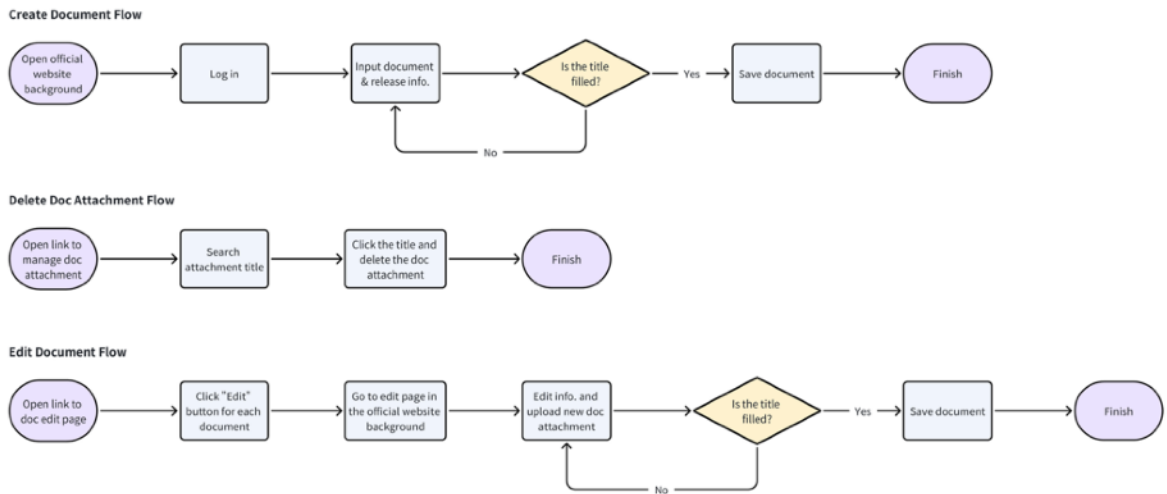 Create Document Flow
Open official
website
background
Log in
Input document
& release info.
Is the title
filled?
Yes
Save document
Finish
No
Delete Doc Attachment Flow
Open link to
manage doc
attachment
Search
attachment title
Click the title and
delete the doc
attachment
Finish
Edit Document Flow
Open link to
doc edit page
Click "Edit"
button for each
document
Go to edit page in
the official website
background
Edit info. and
upload new doc
attachment
Is the title
filled?
Yes
Save document
Finish
No